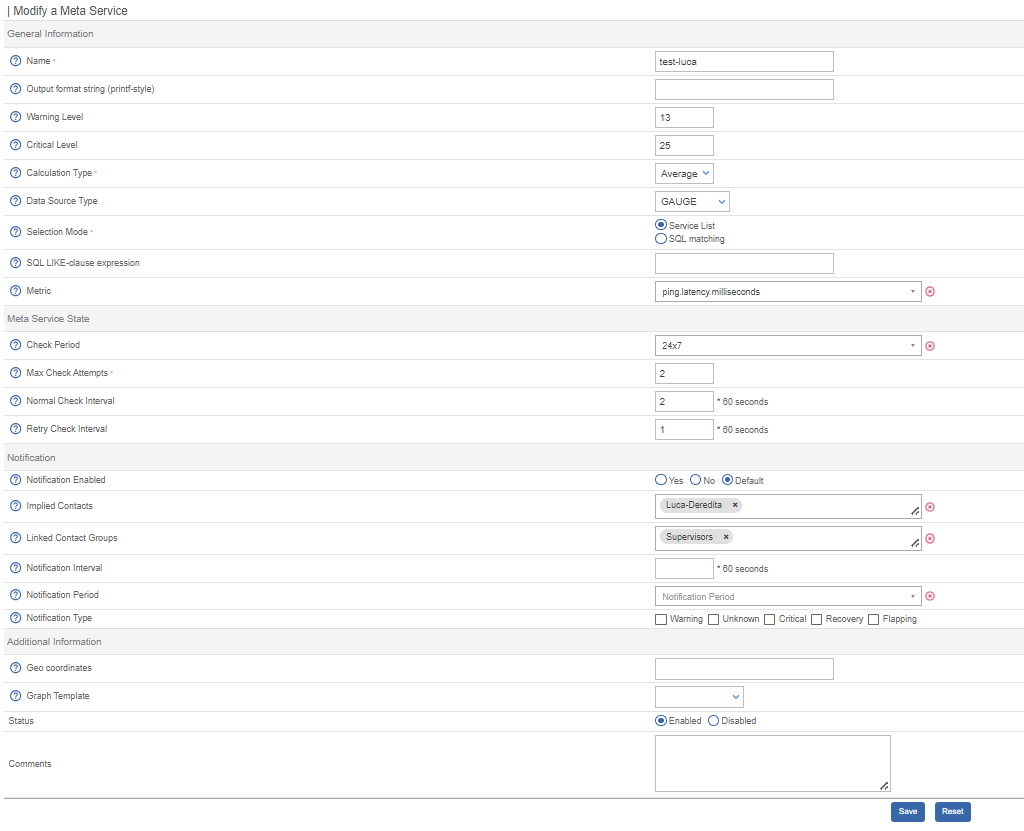 Modify a Meta Service
General Information
Name * test-luca
Output format string (printf-style)
Warning Level 13
Critical Level 25
Calculation Type * Average
Data Source Type GAUGE
Selection Mode * Service List
SQL matching
SQL LIKE-clause expression
Metric ping.latency.milliseconds
Meta Service State
Check Period 24x7
Max Check Attempts * 2
Normal Check Interval 2 * 60 seconds
Retry Check Interval 1 * 60 seconds
Notification
Notification Enabled Yes No Default
Implied Contacts Luca-Deredita ×
Linked Contact Groups Supervisors ×
Notification Interval * 60 seconds
Notification Period Notification Period
Notification Type Warning Unknown Critical Recovery Flapping
Additional Information
Geo coordinates
Graph Template
Status Enabled Disabled
Comments
Save Reset